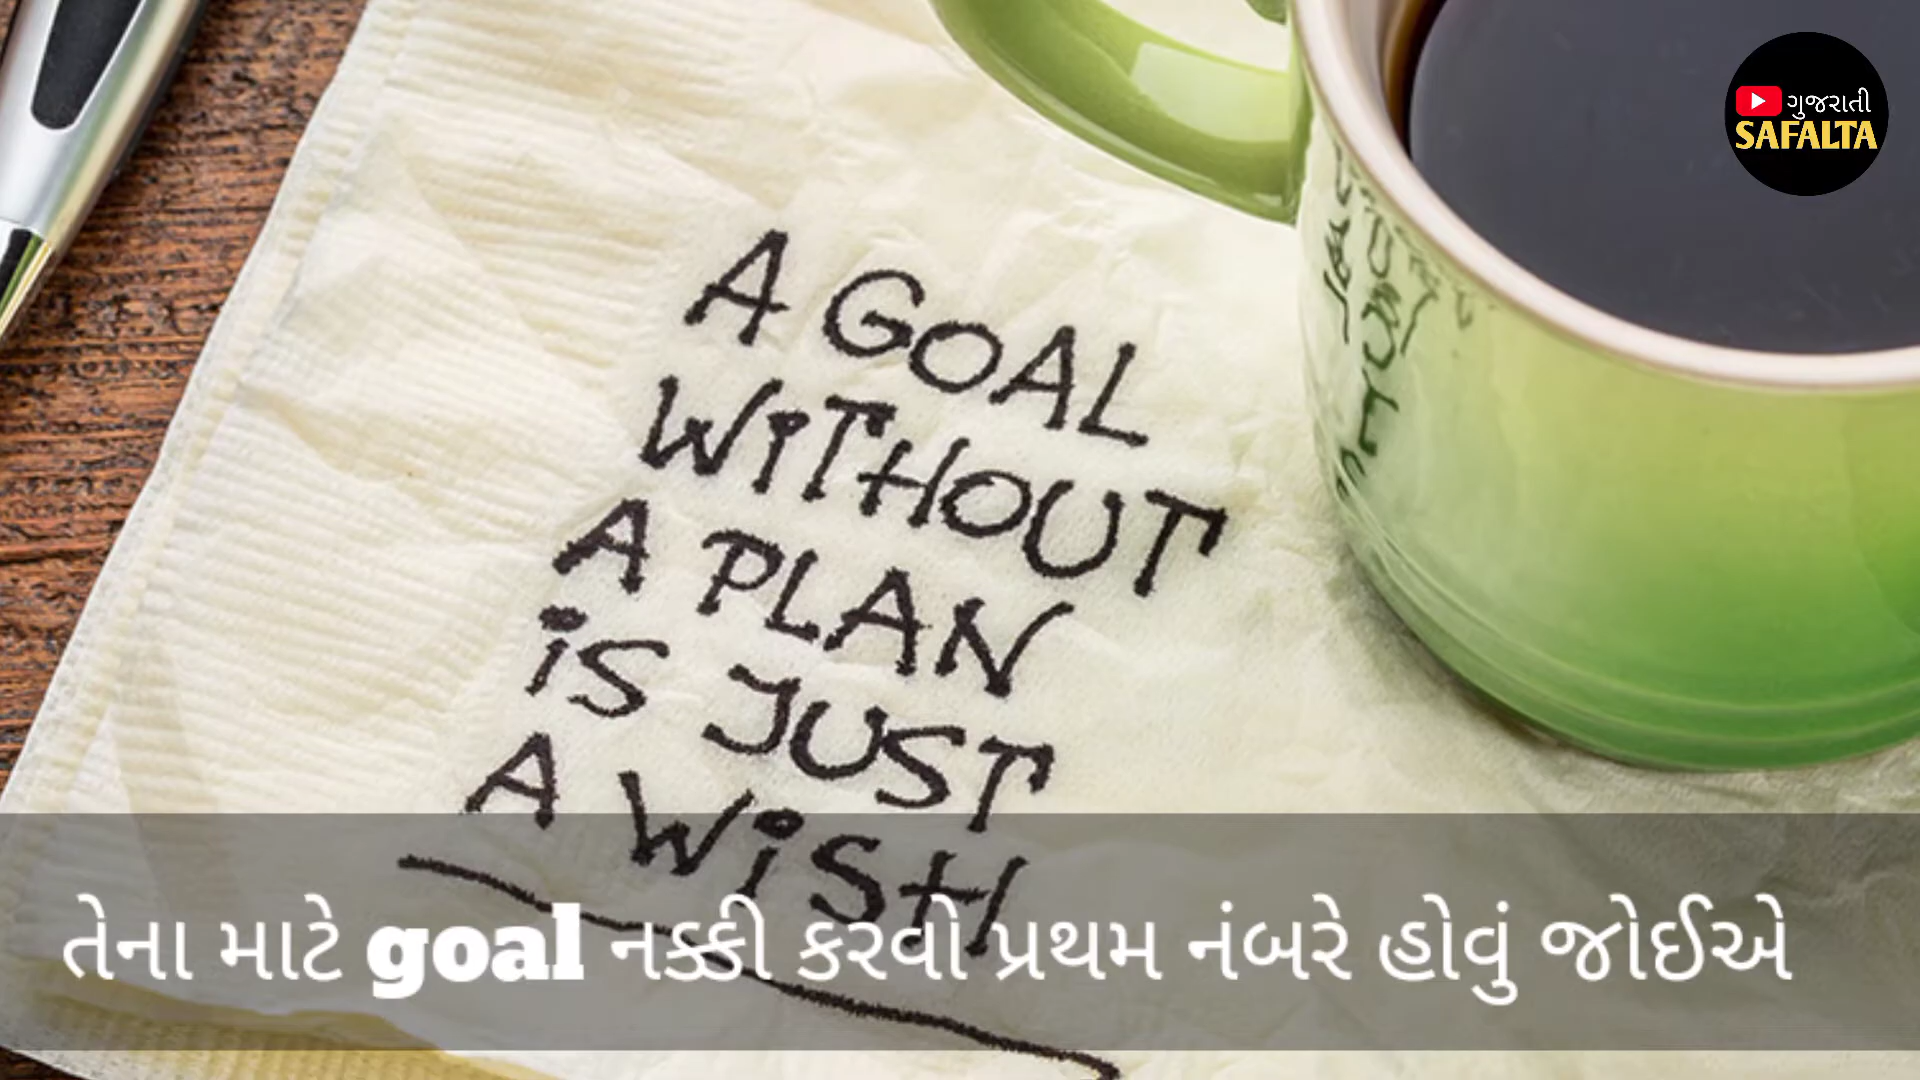 ગુજરાતી
SAFALTA
A GOAL
WITHOUT
A PLAN
iS JUST
A WiSH
તેના માટે goal નક્કી કરવો પ્રથમ નંબરે હોવું જોઈએ